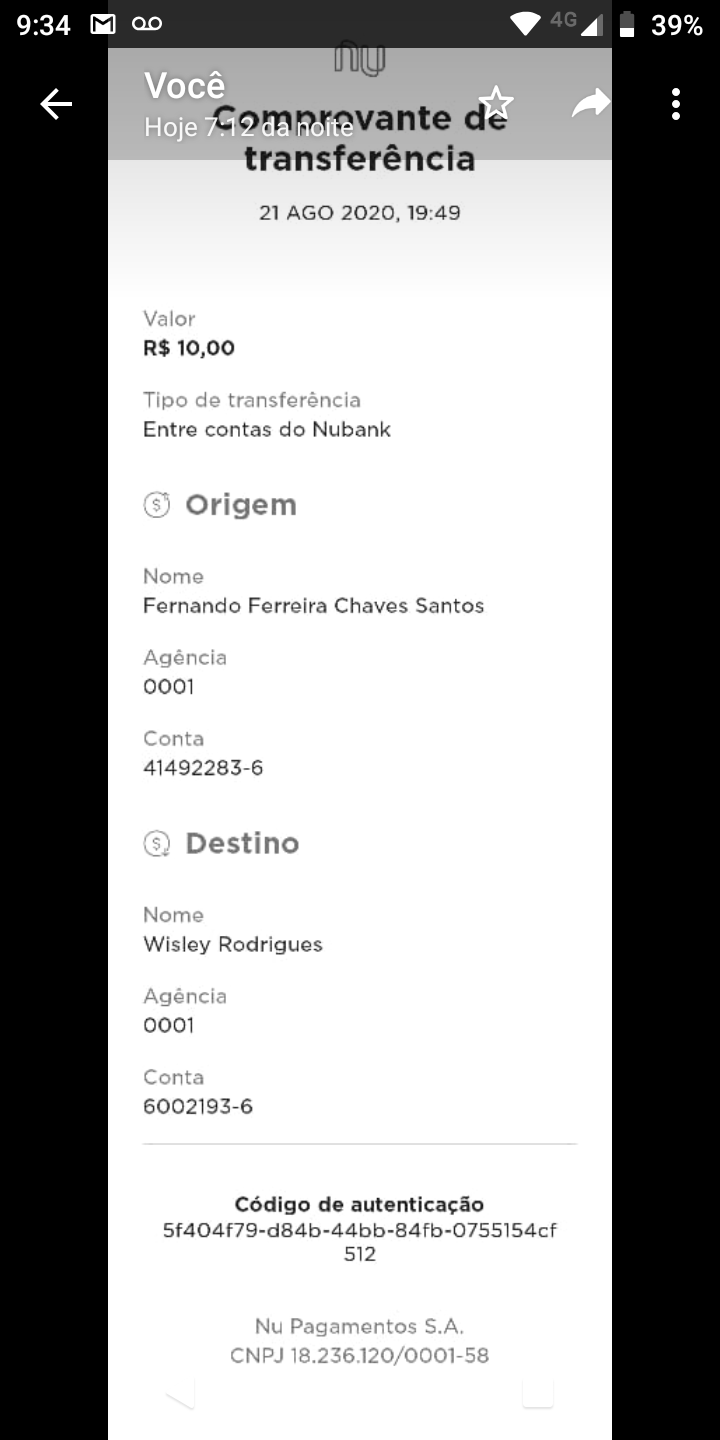 9:34 4G 39%
nu
Você
Hoje 7:12 da noite
Comprovante de
transferência
21 AGO 2020, 19:49
Valor
R$ 10,00
Tipo de transferência
Entre contas do Nubank
Origem
Nome
Fernando Ferreira Chaves Santos
Agência
0001
Conta
41492283-6
Destino
Nome
Wisley Rodrigues
Agência
0001
Conta
6002193-6
Código de autenticação
5f404f79-d84b-44bb-84fb-0755154cf
512
Nu Pagamentos S.A.
CNPJ 18.236.120/0001-58